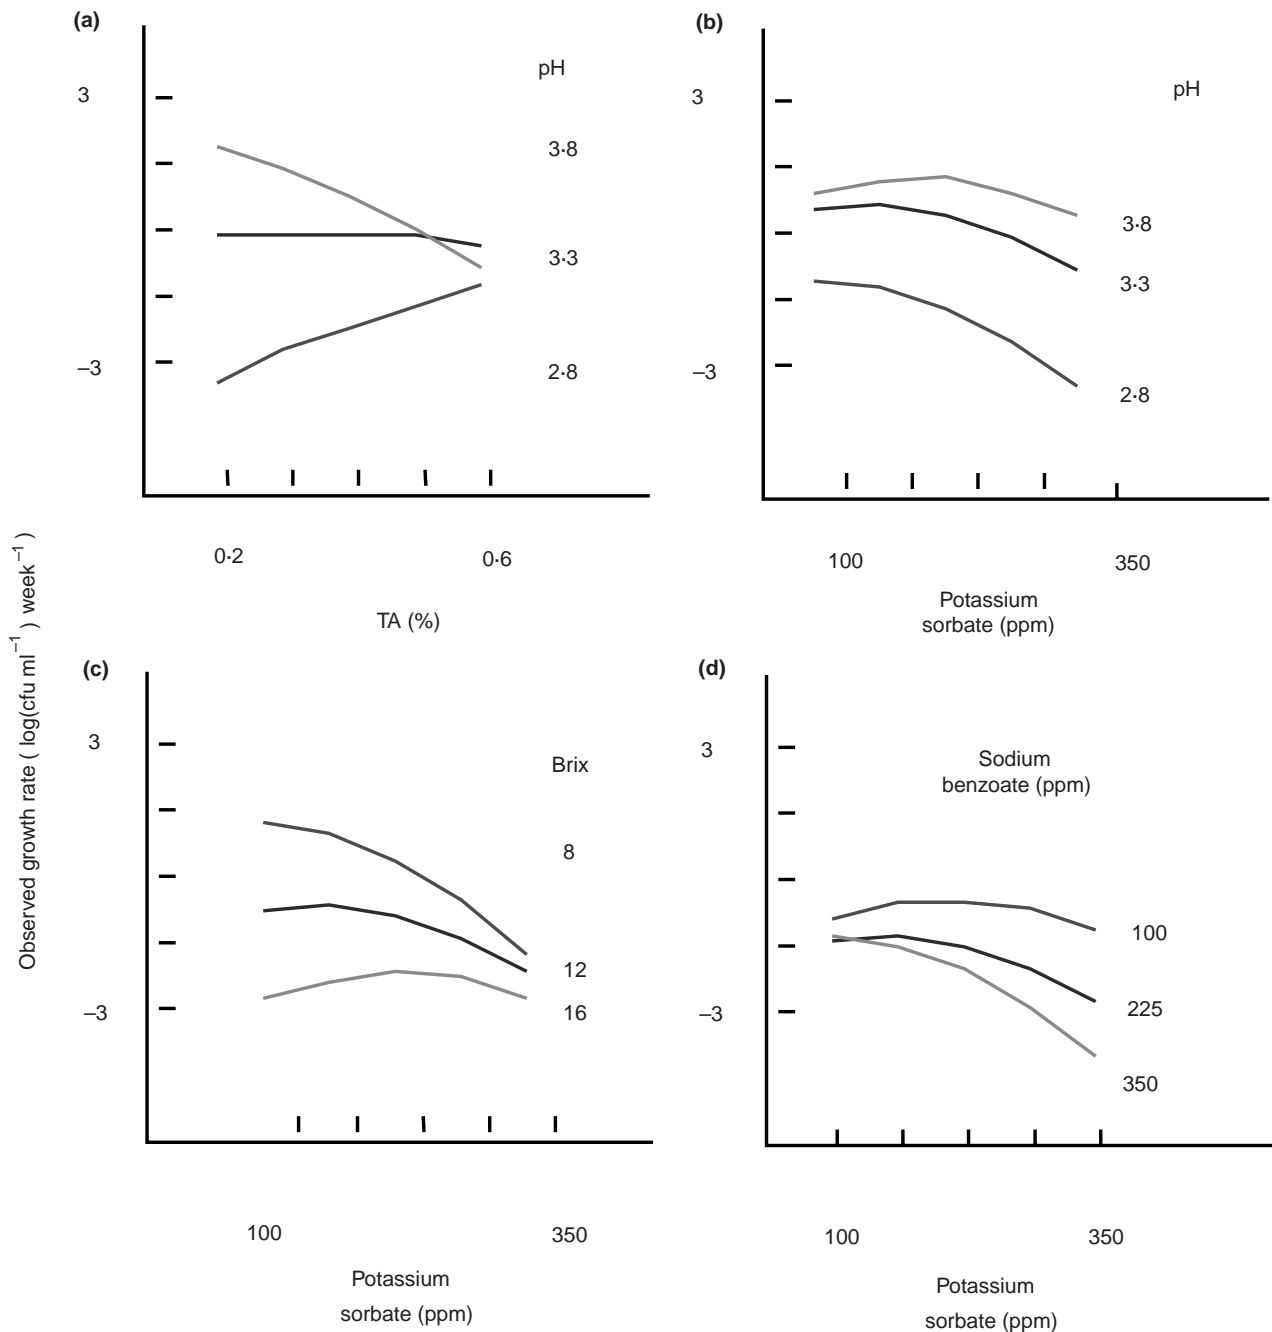 (a)
pH
3
3·8
3·3
–3
2·8
0·2
0·6
TA (%)
(b)
pH
3
3·8
3·3
–3
2·8
100
350
Potassium
sorbate (ppm)
Observed growth rate ( log(cfu ml–1 ) week–1 )
(c)
3
Brix
8
12
–3
16
100
350
Potassium
sorbate (ppm)
(d)
3
Sodium
benzoate (ppm)
100
–3
225
350
100
350
Potassium
sorbate (ppm)